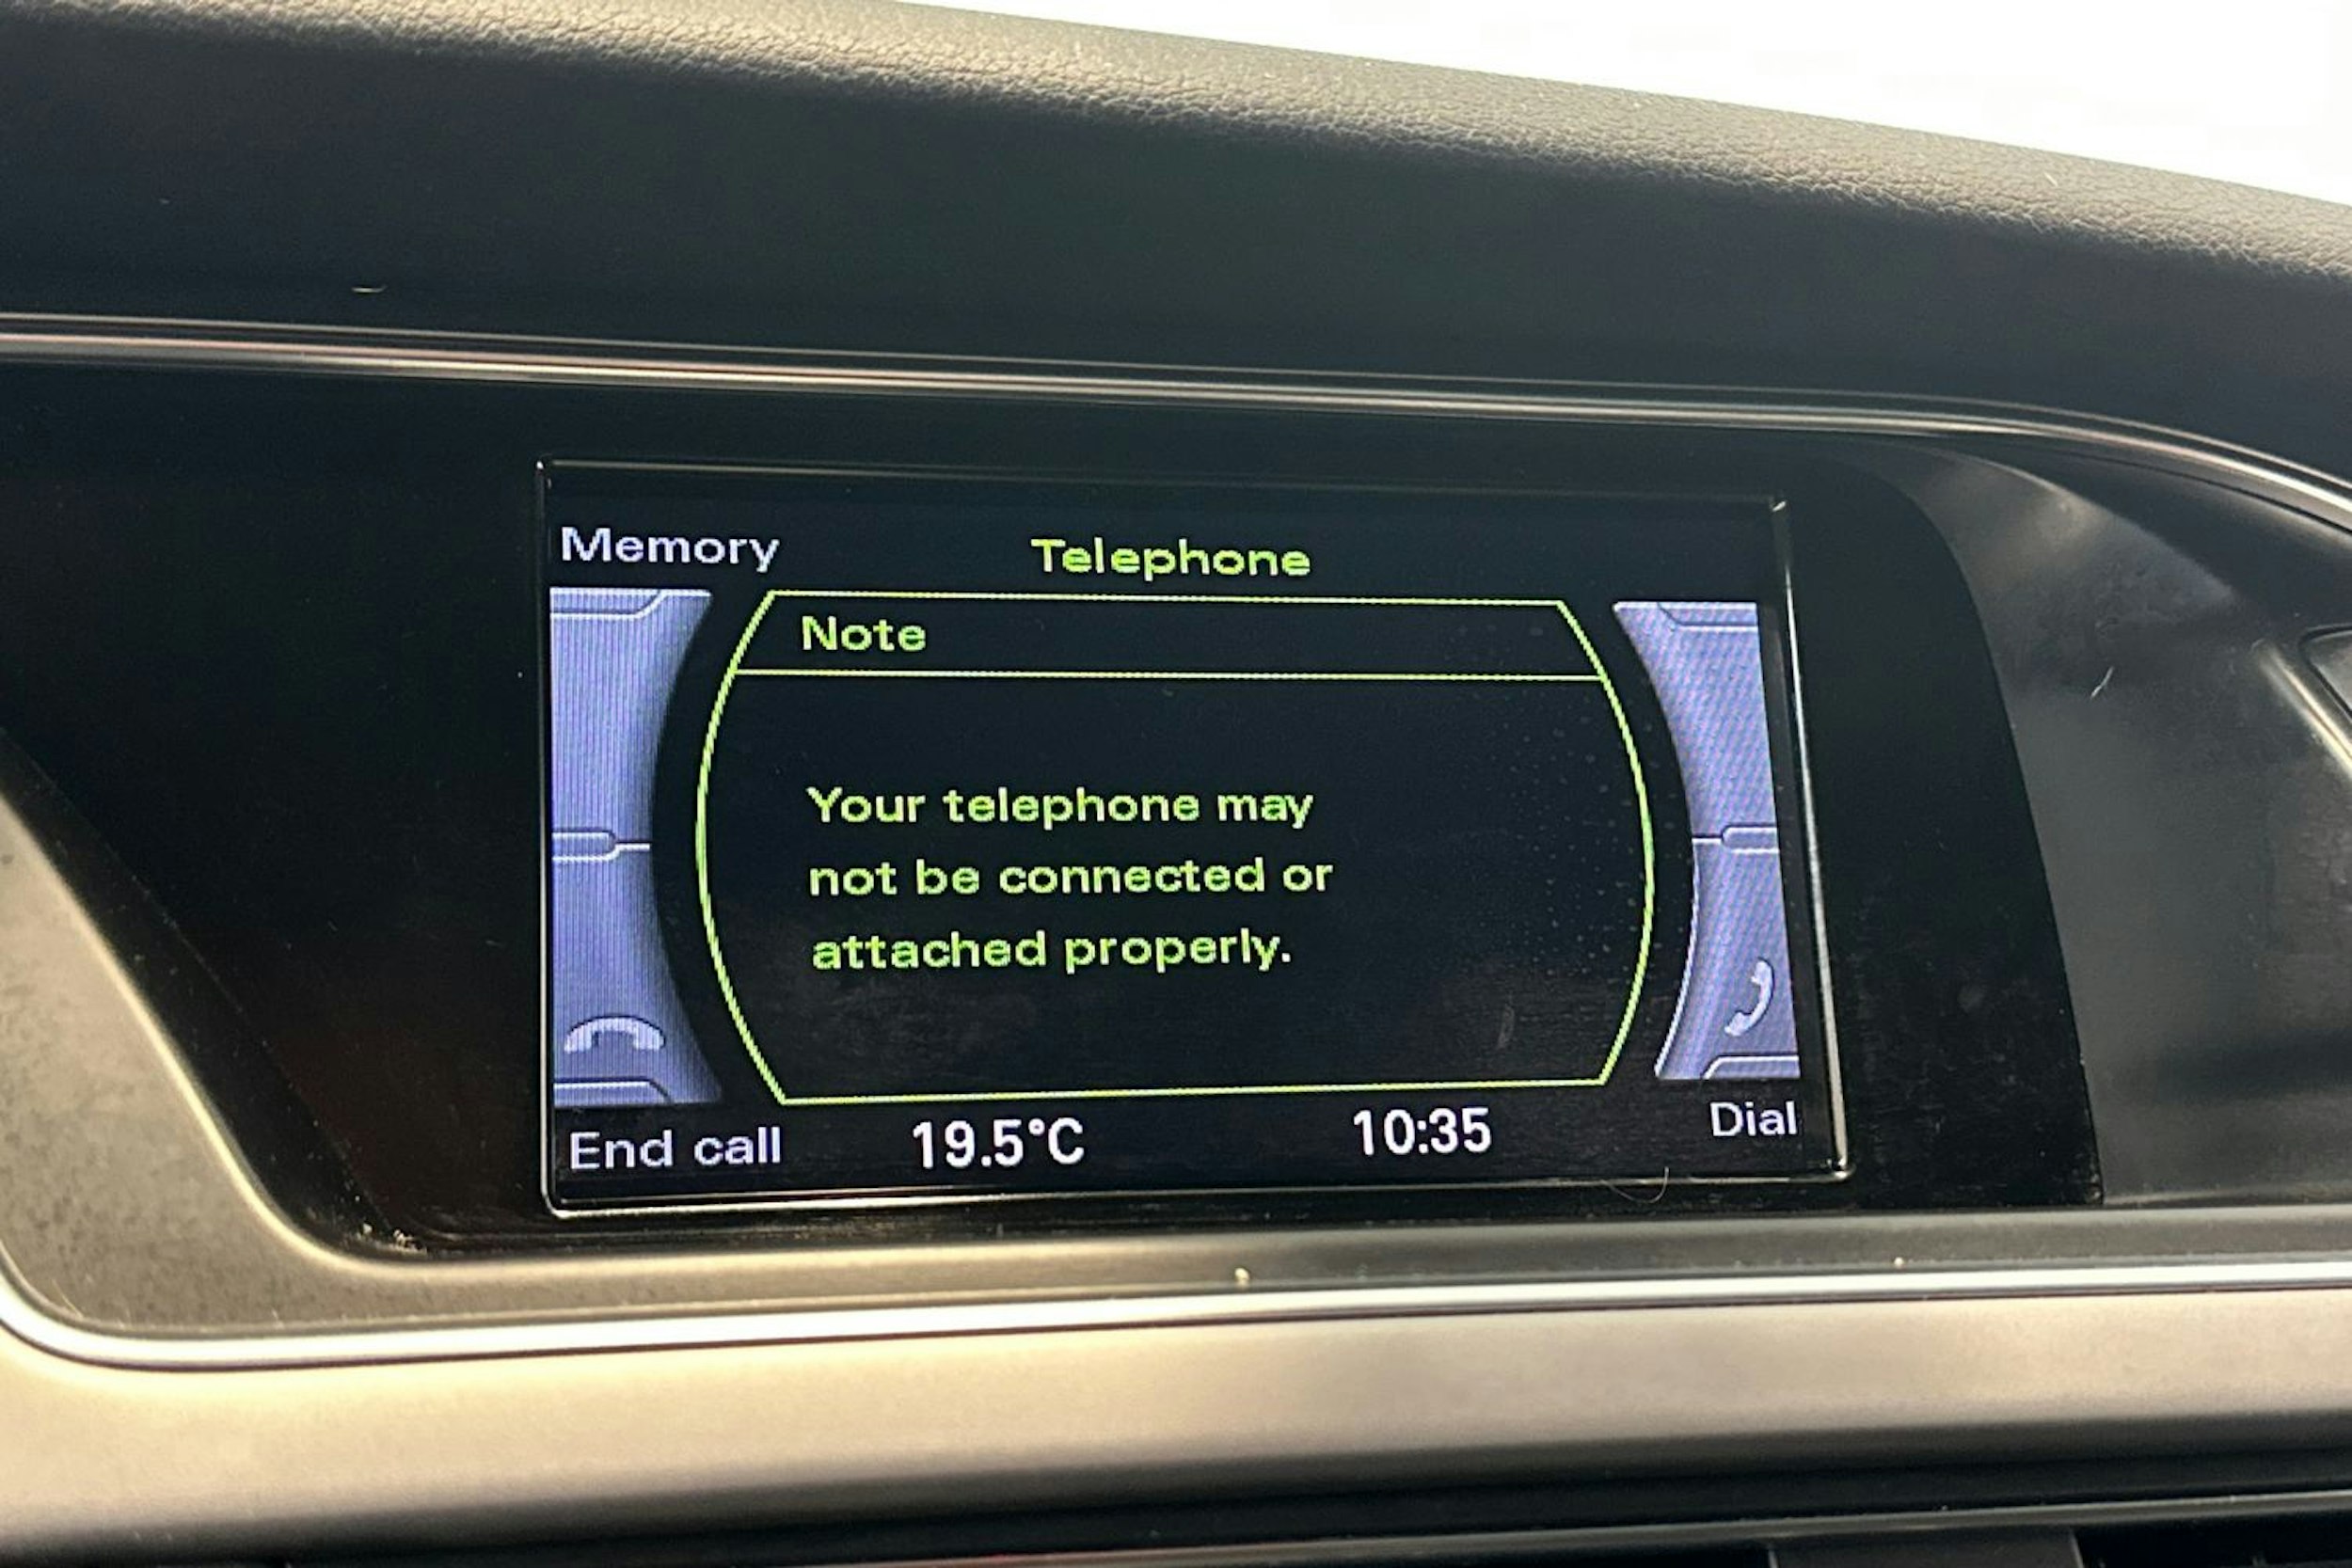 Memory
Telephone
Note
Your telephone may
not be connected or
attached properly.
End call
19.5°C
10:35
Dial